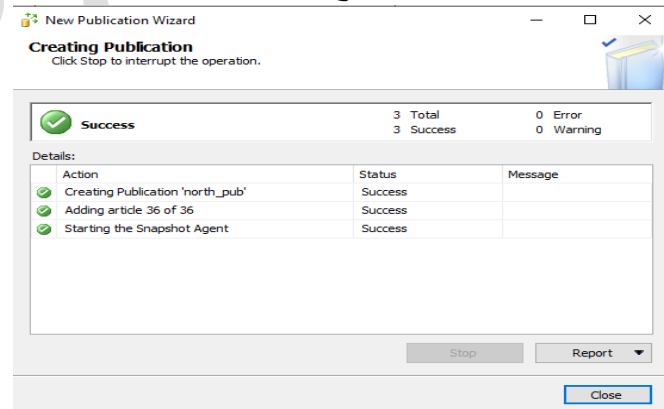 New Publication Wizard
Creating Publication
Click Stop to interrupt the operation.
Success 3 Total 0 Error
3 Success 0 Warning
Details:
Action Status Message
Creating Publication 'north_pub' Success
Adding article 36 of 36 Success
Starting the Snapshot Agent Success
Stop Report
Close